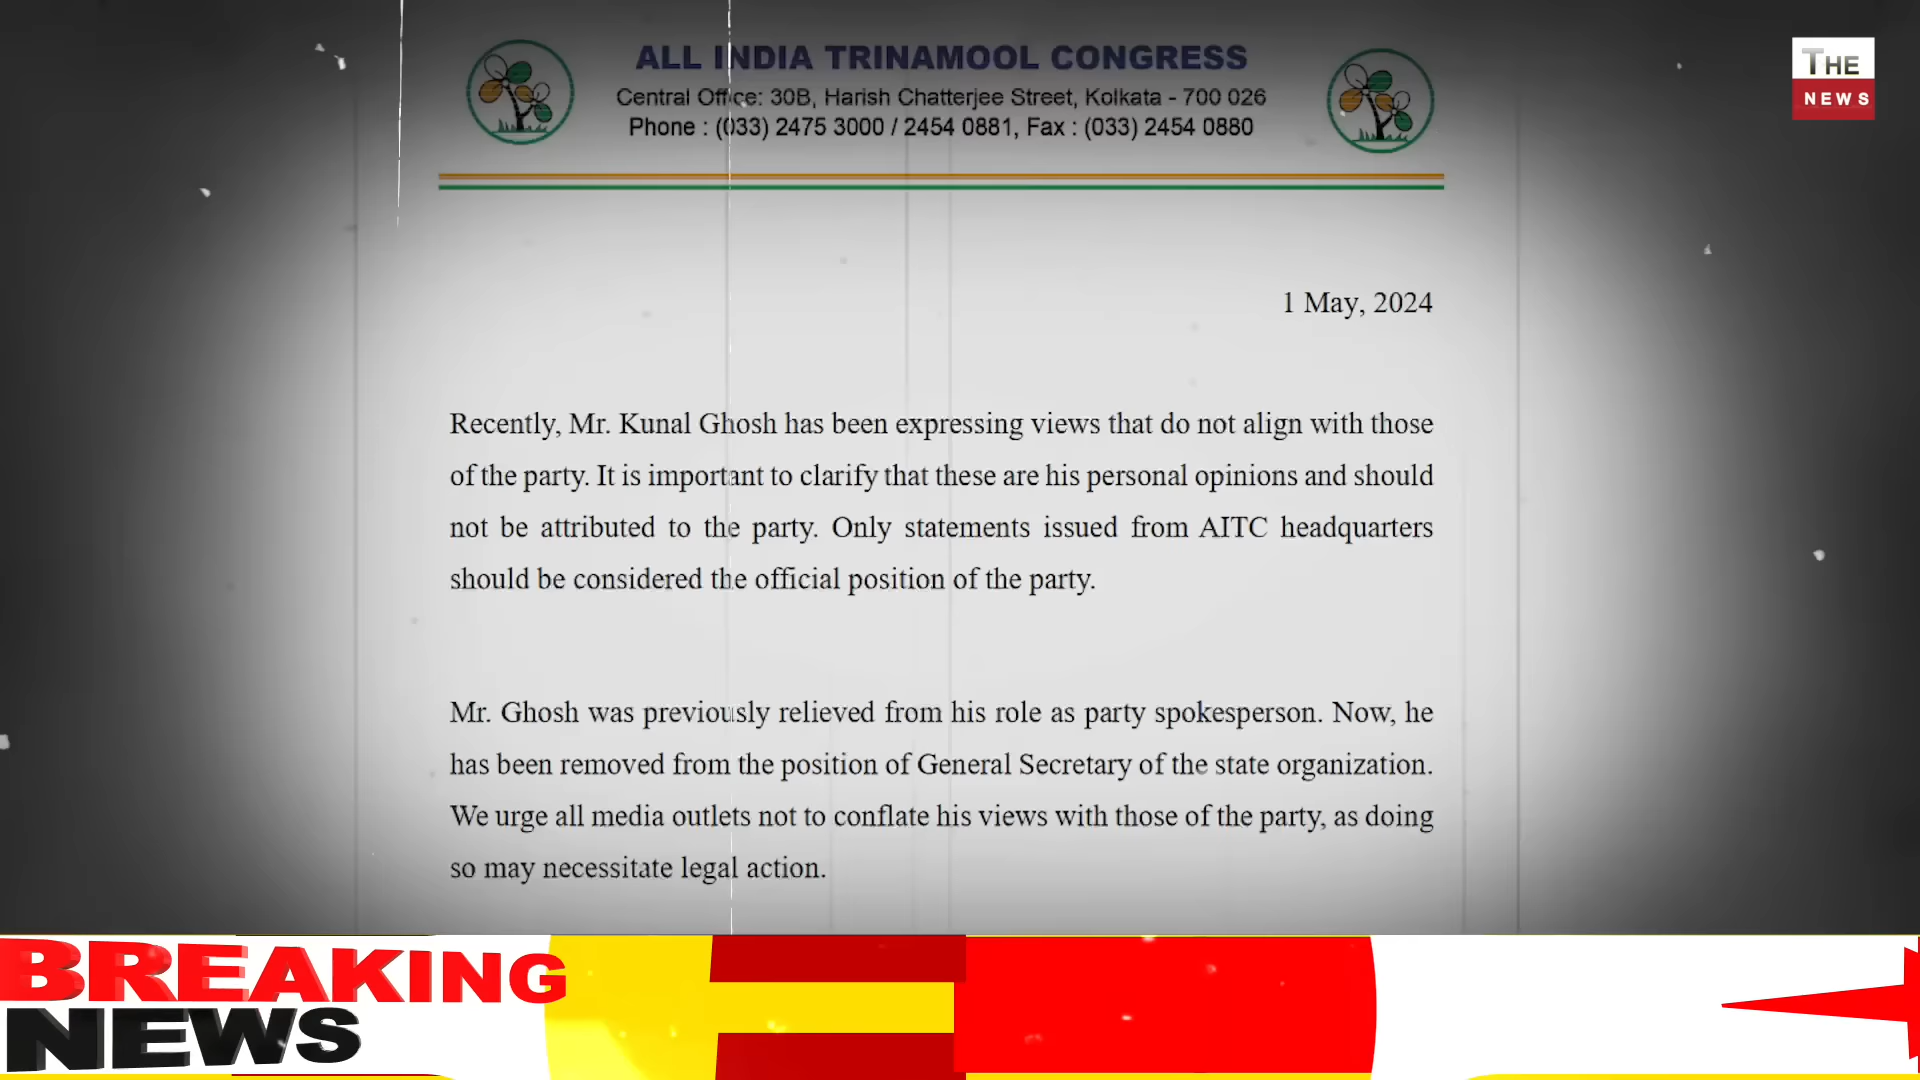 ALL INDIA TRINAMOOL CONGRESS
Central Office: 30B, Harish Chatterjee Street, Kolkata - 700 026
Phone : (033) 2475 3000 / 2454 0881, Fax : (033) 2454 0880
THE
NEWS
1 May, 2024
Recently, Mr. Kunal Ghosh has been expressing views that do not align with those
of the party. It is important to clarify that these are his personal opinions and should
not be attributed to the party. Only statements issued from AITC headquarters
should be considered the official position of the party.
Mr. Ghosh was previously relieved from his role as party spokesperson. Now, he
has been removed from the position of General Secretary of the state organization.
We urge all media outlets not to conflate his views with those of the party, as doing
so may necessitate legal action.
BREAKING
NEWS